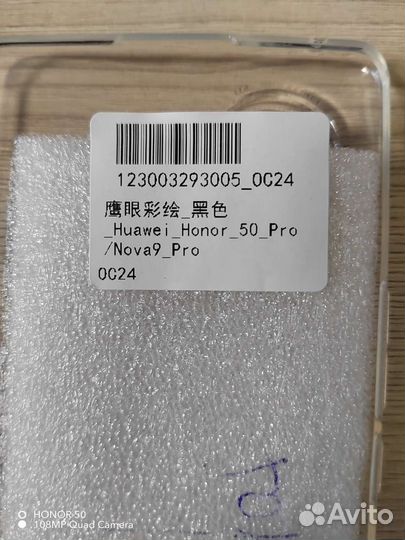 123003293005_0C24
鹰眼彩绘_黑色
_Huawei_Honor_50_Pro
/Nova9_Pro
0C24
HONOR 50
108MP Quad Camera
Avito